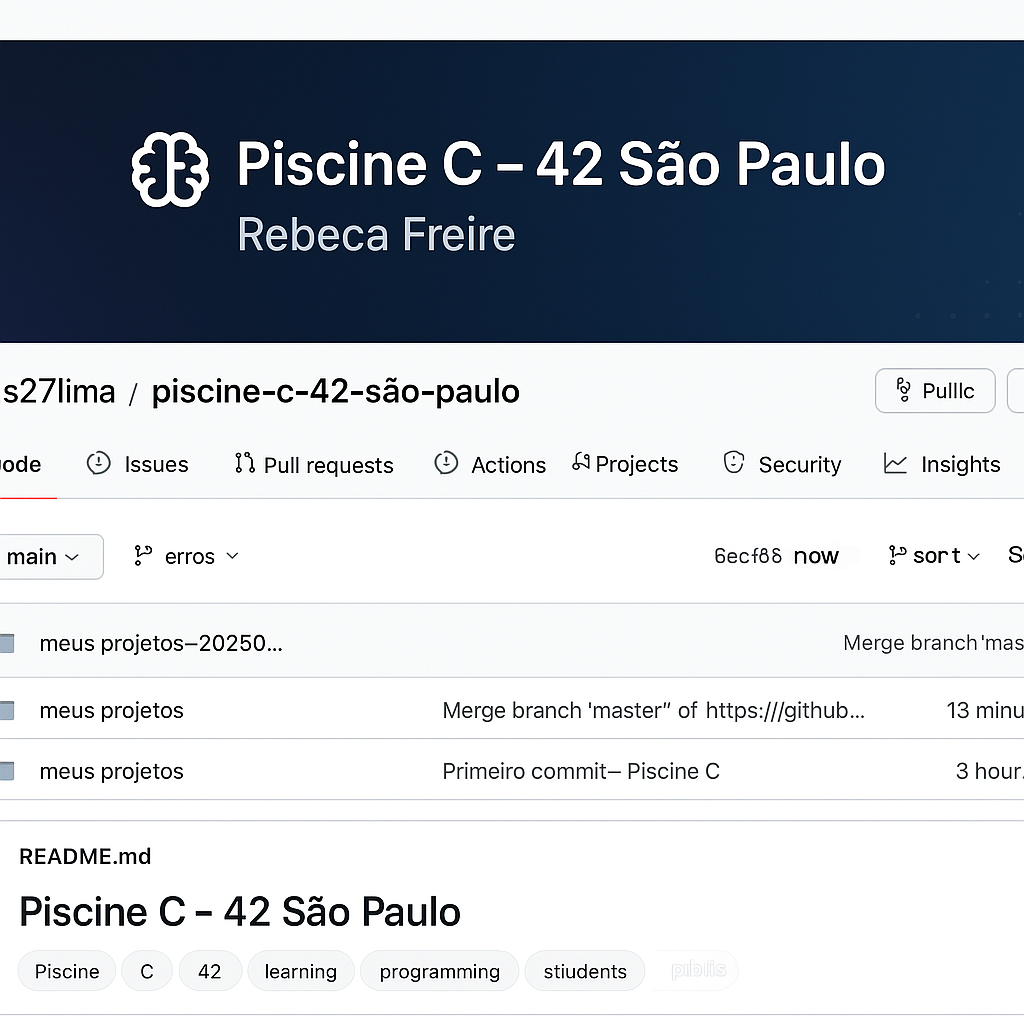 Piscine C – 42 São Paulo
Rebeca Freire
s27lima / piscine-c-42-são-paulo Pulllc
ode Issues Pull requests Actions Projects Security Insights
main erros 6ecf88 now sort
meus projetos–20250... Merge branch 'mas
meus projetos Merge branch 'master” of https:///github... 13 minu
meus projetos Primeiro commit– Piscine C 3 hour.
README.md
Piscine C – 42 São Paulo
Piscine C 42 learning programming stiudents